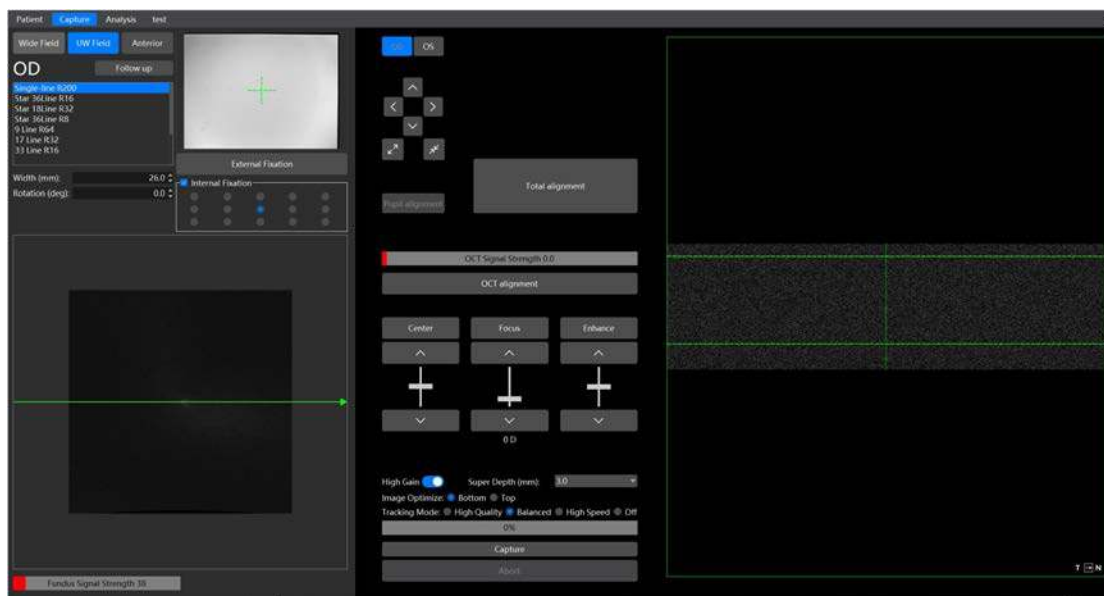 Patient Capture Analysis test
Wide Field UW Field Anterior
OD Follow up
Single-line R200
Star 36Line R16
Star 18Line R32
Star 36Line R8
9 Line R64
17 Line R32
33 Line R16
Width (mm): 26.0
Rotation (deg): 0.0
External Fixation
Internal Fixation
Fundus Signal Strength 38
OD OS
Total alignment
Pupil alignment
OCT Signal Strength 0.0
OCT alignment
Center Focus Enhance
0 D
High Gain Super Depth (mm): 3.0
Image Optimize: Bottom Top
Tracking Mode: High Quality Balanced High Speed Off
0%
Capture
Abort
T → N